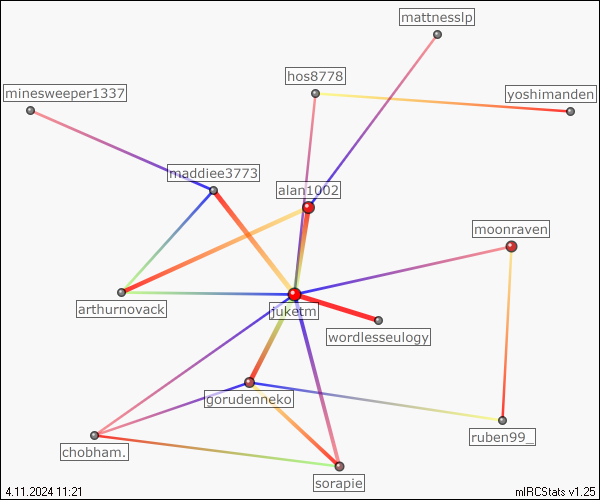 mattnesslp
hos8778
minesweeper1337
yoshimanden
maddiee3773
alan1002
moonraven
arthurnovack
juketm
wordlesseulogy
gorudenneko
ruben99_
chobham.
sorapie
4.11.2024 11:21
mIRCStats v1.25